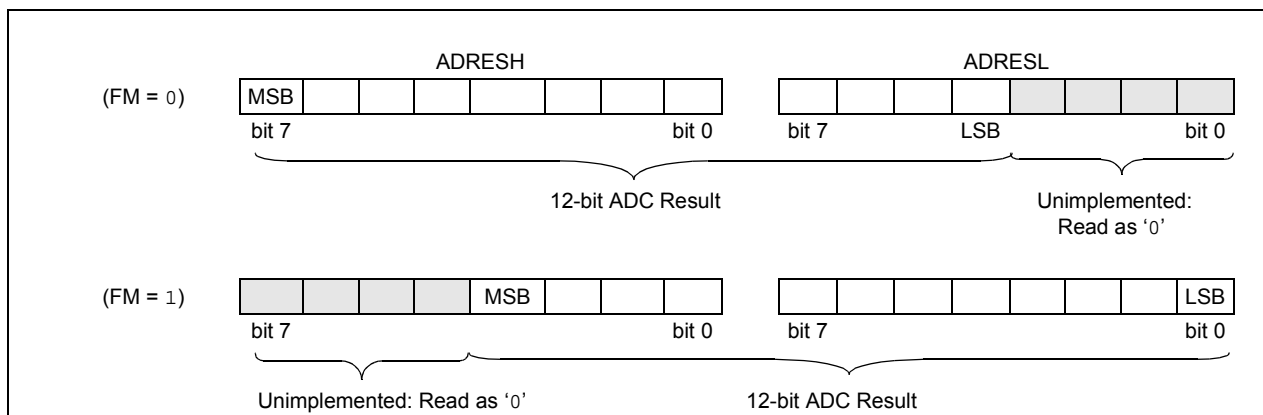 ADRESH ADRESL
(FM = 0) MSB
bit 7 bit 0 bit 7 LSB bit 0
12-bit ADC Result Unimplemented:
Read as ‘0’
(FM = 1) MSB LSB
bit 7 bit 0 bit 7 bit 0
Unimplemented: Read as ‘0’ 12-bit ADC Result